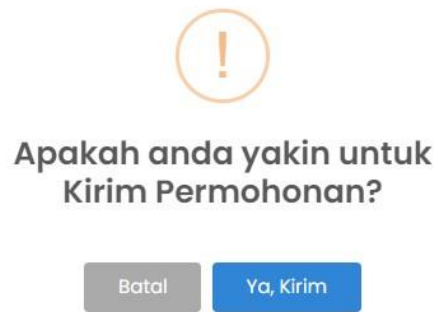 !
Apakah anda yakin untuk
Kirim Permohonan?
Batal
Ya, Kirim